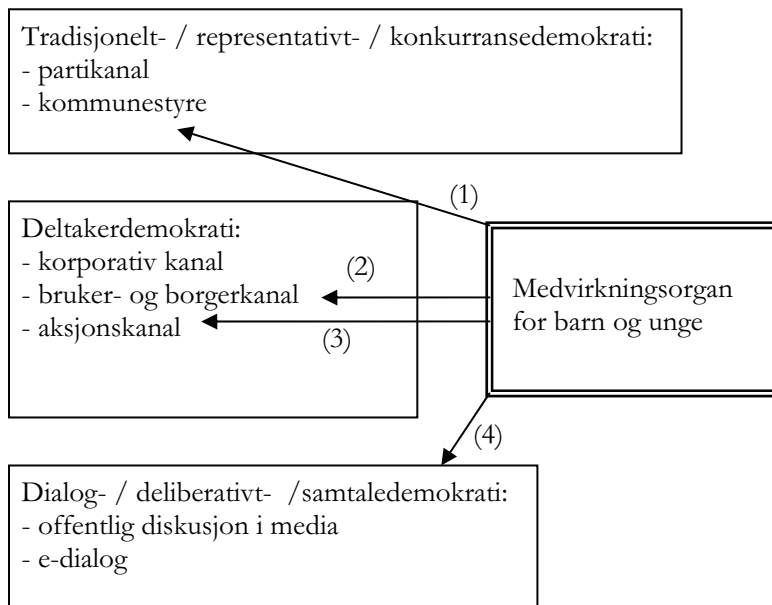 Tradisjonelt- / representativt- / konkurransedemokrati:
- partikanal
- kommunestyre
(1)
Deltakerdemokrati:
- korporativ kanal
- bruker- og borgerkanal
- aksjonskanal
(2)
(3)
Medvirkningsorgan
for barn og unge
(4)
Dialog- / deliberativt- /samtaledemokrati:
- offentlig diskusjon i media
- e-dialog